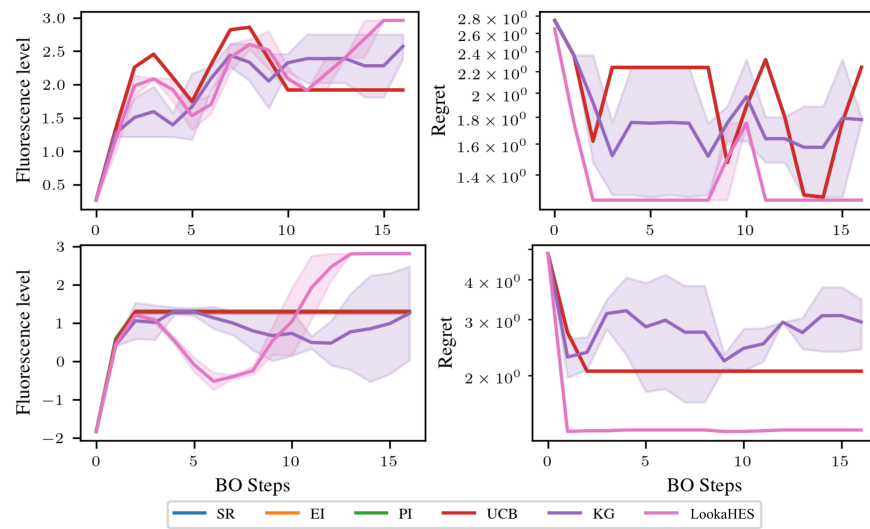 Fluorescence level
3.0
2.5
2.0
1.5
1.0
0.5
0
5
10
15
Regret
2.8 × 10⁰
2.6 × 10⁰
2.4 × 10⁰
2.2 × 10⁰
2 × 10⁰
1.8 × 10⁰
1.6 × 10⁰
1.4 × 10⁰
0
5
10
15
Fluorescence level
3
2
1
0
−1
−2
0
5
10
15
BO Steps
Regret
4 × 10⁰
3 × 10⁰
2 × 10⁰
0
5
10
15
BO Steps
SR EI PI UCB KG LookaHES